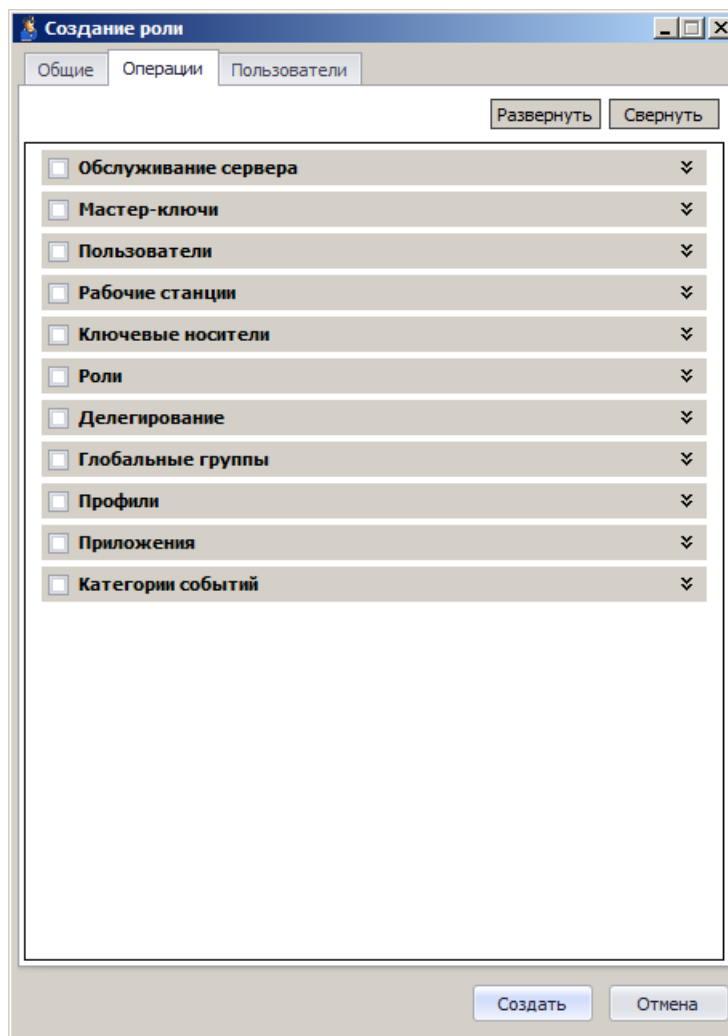 Создание роли
Общие Операции Пользователи
Развернуть Свернуть
Обслуживание сервера
Мастер-ключи
Пользователи
Рабочие станции
Ключевые носители
Роли
Делегирование
Глобальные группы
Профили
Приложения
Категории событий
Создать Отмена